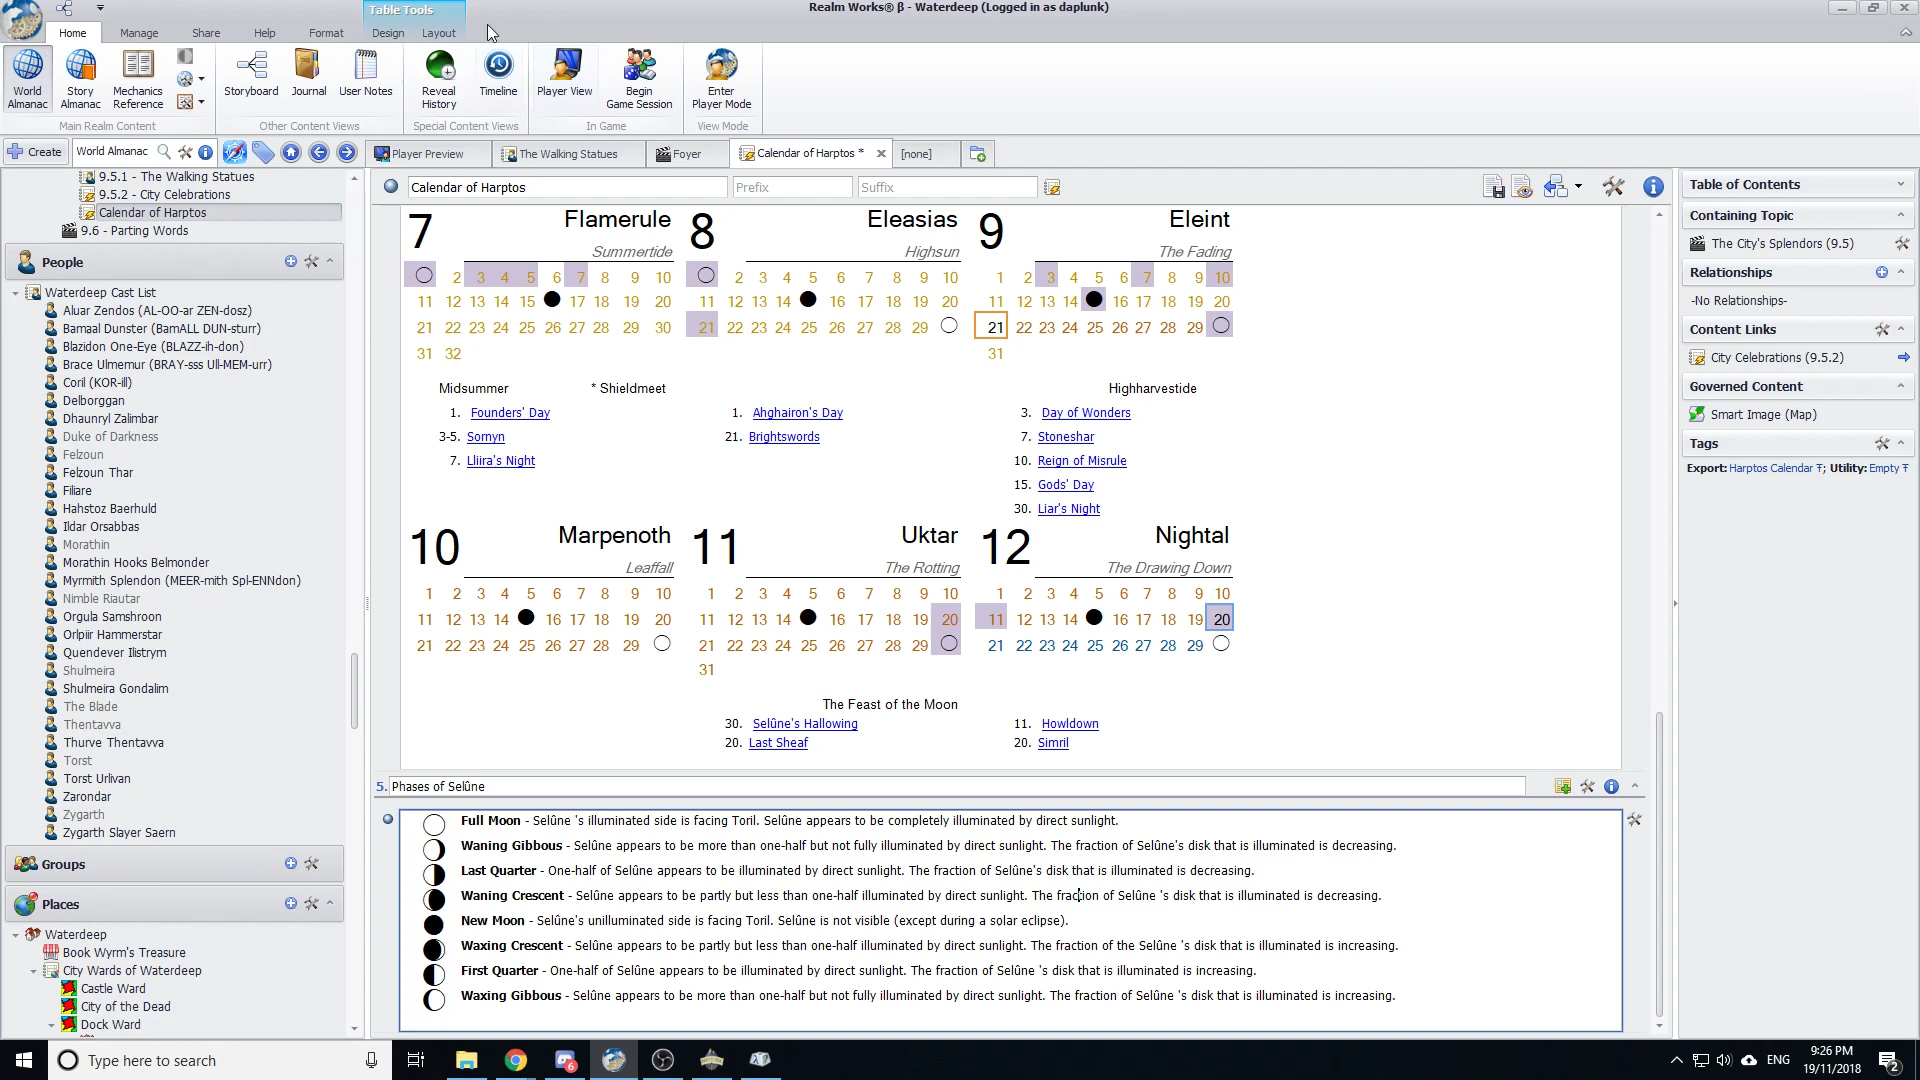 Table Tools
Realm Works® β - Waterdeep (Logged in as daplunk)
Home Manage Share Help Format Design Layout
World Almanac
Story Almanac
Mechanics Reference
Storyboard
Journal
User Notes
Reveal History
Timeline
Player View
Begin Game Session
Enter Player Mode
Main Realm Content
Other Content Views
Special Content Views
In Game
View Mode
Create
World Almanac
Player Preview
The Walking Statues
Foyer
Calendar of Harptos *
[none]
9.5.1 - The Walking Statues
9.5.2 - City Celebrations
Calendar of Harptos
9.6 - Parting Words
People
Waterdeep Cast List
Aluar Zendos (AL-OO-ar ZEN-dosz)
Bamaal Dunster (BamALL DUN-sturr)
Blazidon One-Eye (BLAZZ-ih-don)
Brace Ulmemur (BRAY-sss Ull-MEM-urr)
Coril (KOR-ill)
Delborggan
Dhaunryl Zalimbar
Duke of Darkness
Felzoun
Felzoun Thar
Filiare
Hahstoz Baerhuld
Ildar Orsabbas
Morathin
Morathin Hooks Belmonder
Myrmith Splendon (MEER-mith Spl-ENNdon)
Nimble Riautar
Orgula Samshroon
Orlpiir Hammerstar
Quendever Ilistrym
Shulmeira
Shulmeira Gondalim
The Blade
Thentavva
Thurve Thentavva
Torst
Torst Urlivan
Zarondar
Zygarth
Zygarth Slayer Saern
Groups
Places
Waterdeep
Book Wyrm's Treasure
City Wards of Waterdeep
Castle Ward
City of the Dead
Dock Ward
Calendar of Harptos Prefix Suffix
7 Flamerule
Summertide
2 3 4 5 6 7 8 9 10
11 12 13 14 15 17 18 19 20
21 22 23 24 25 26 27 28 29 30
31 32
Midsummer * Shieldmeet
1. Founders' Day
3-5. Sornyn
7. Lliira's Night
8 Eleasias
Highsun
2 3 4 5 6 7 8 9 10
11 12 13 14 16 17 18 19 20
21 22 23 24 25 26 27 28 29
1. Ahghairon's Day
21. Brightswords
9 Eleint
The Fading
1 2 3 4 5 6 7 8 9 10
11 12 13 14 16 17 18 19 20
21 22 23 24 25 26 27 28 29
31
Highharvestide
3. Day of Wonders
7. Stoneshar
10. Reign of Misrule
15. Gods' Day
30. Liar's Night
10 Marpenoth
Leaffall
1 2 3 4 5 6 7 8 9 10
11 12 13 14 16 17 18 19 20
21 22 23 24 25 26 27 28 29
11 Uktar
The Rotting
1 2 3 4 5 6 7 8 9 10
11 12 13 14 16 17 18 19 20
21 22 23 24 25 26 27 28 29
31
The Feast of the Moon
30. Selûne's Hallowing
20. Last Sheaf
12 Nightal
The Drawing Down
1 2 3 4 5 6 7 8 9 10
11 12 13 14 16 17 18 19 20
21 22 23 24 25 26 27 28 29
11. Howldown
20. Simril
5. Phases of Selûne
Full Moon - Selûne 's illuminated side is facing Toril. Selûne appears to be completely illuminated by direct sunlight.
Waning Gibbous - Selûne appears to be more than one-half but not fully illuminated by direct sunlight. The fraction of Selûne's disk that is illuminated is decreasing.
Last Quarter - One-half of Selûne appears to be illuminated by direct sunlight. The fraction of Selûne's disk that is illuminated is decreasing.
Waning Crescent - Selûne appears to be partly but less than one-half illuminated by direct sunlight. The fraction of Selûne 's disk that is illuminated is decreasing.
New Moon - Selûne's unilluminated side is facing Toril. Selûne is not visible (except during a solar eclipse).
Waxing Crescent - Selûne appears to be partly but less than one-half illuminated by direct sunlight. The fraction of the Selûne 's disk that is illuminated is increasing.
First Quarter - One-half of Selûne appears to be illuminated by direct sunlight. The fraction of Selûne 's disk that is illuminated is increasing.
Waxing Gibbous - Selûne appears to be more than one-half but not fully illuminated by direct sunlight. The fraction of Selûne 's disk that is illuminated is increasing.
Table of Contents
Containing Topic
The City's Splendors (9.5)
Relationships
-No Relationships-
Content Links
City Celebrations (9.5.2)
Governed Content
Smart Image (Map)
Tags
Export: Harptos Calendar Ŧ; Utility: Empty Ŧ
Type here to search
6
ENG
9:26 PM
19/11/2018
2